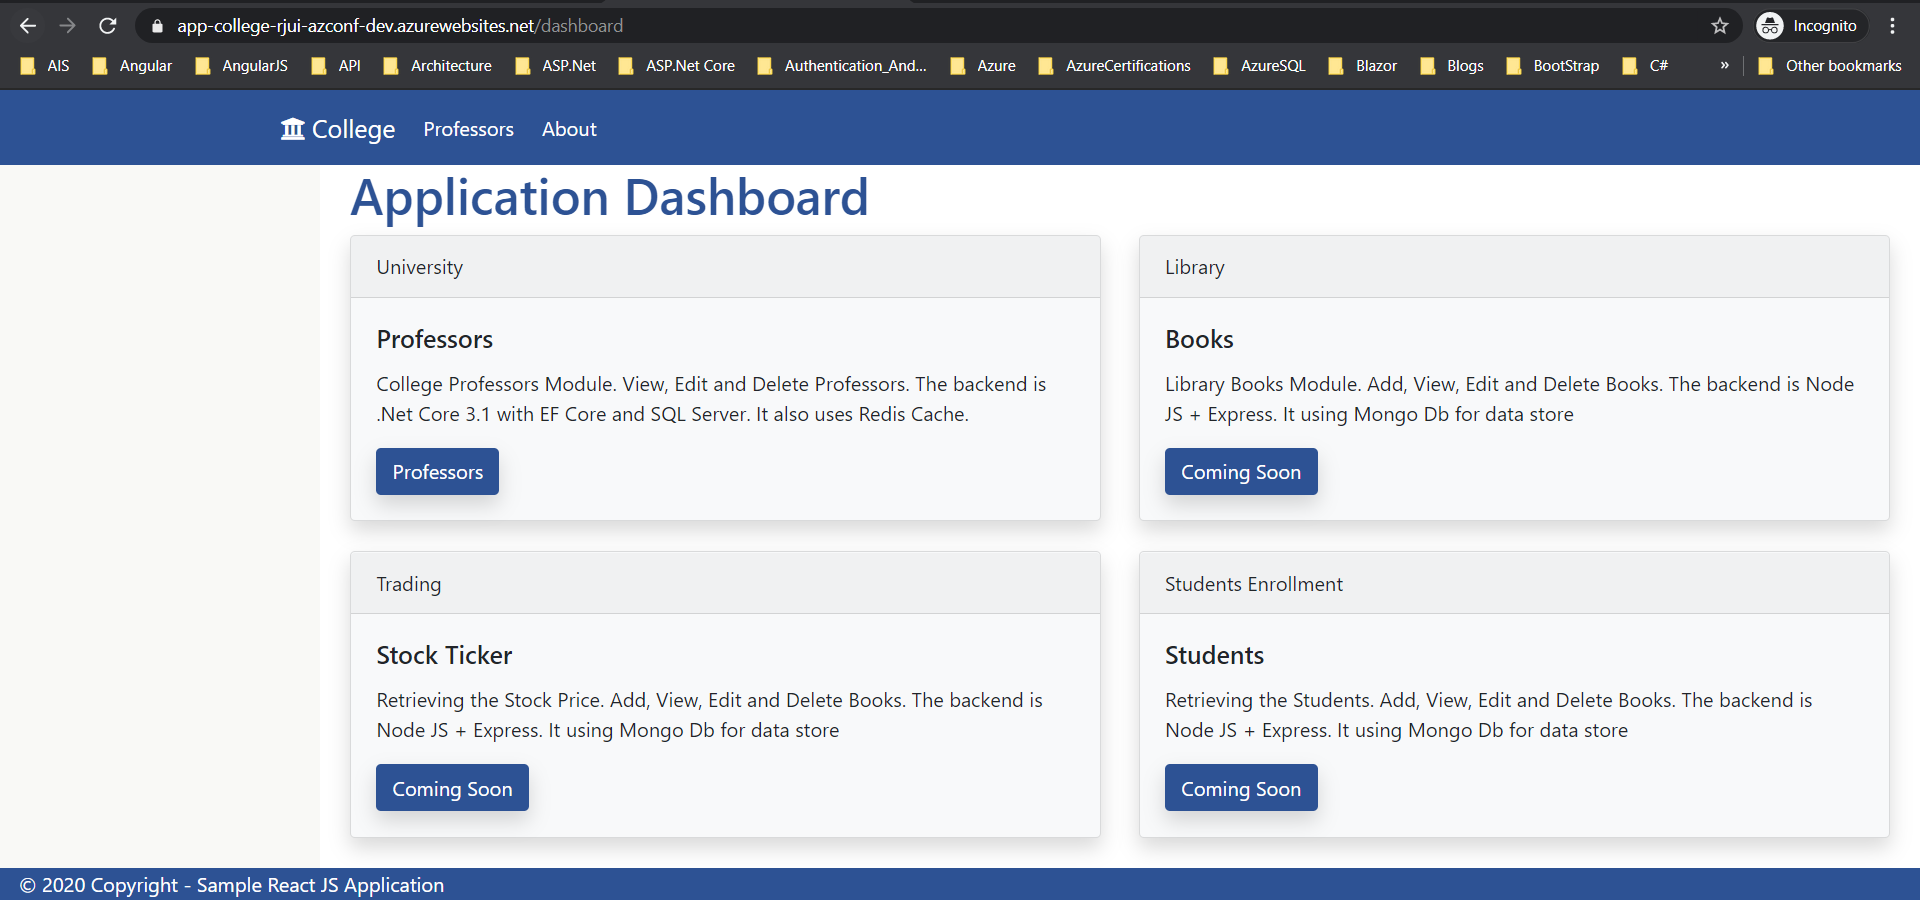 app-college-rjui-azconf-dev.azurewebsites.net/dashboard
Incognito
AIS Angular AngularJS API Architecture ASP.Net ASP.Net Core Authentication_And... Azure AzureCertifications AzureSQL Blazor Blogs BootStrap C# » Other bookmarks
College Professors About
Application Dashboard
University
Professors
College Professors Module. View, Edit and Delete Professors. The backend is
.Net Core 3.1 with EF Core and SQL Server. It also uses Redis Cache.
Professors
Library
Books
Library Books Module. Add, View, Edit and Delete Books. The backend is Node
JS + Express. It using Mongo Db for data store
Coming Soon
Trading
Stock Ticker
Retrieving the Stock Price. Add, View, Edit and Delete Books. The backend is
Node JS + Express. It using Mongo Db for data store
Coming Soon
Students Enrollment
Students
Retrieving the Students. Add, View, Edit and Delete Books. The backend is
Node JS + Express. It using Mongo Db for data store
Coming Soon
© 2020 Copyright - Sample React JS Application